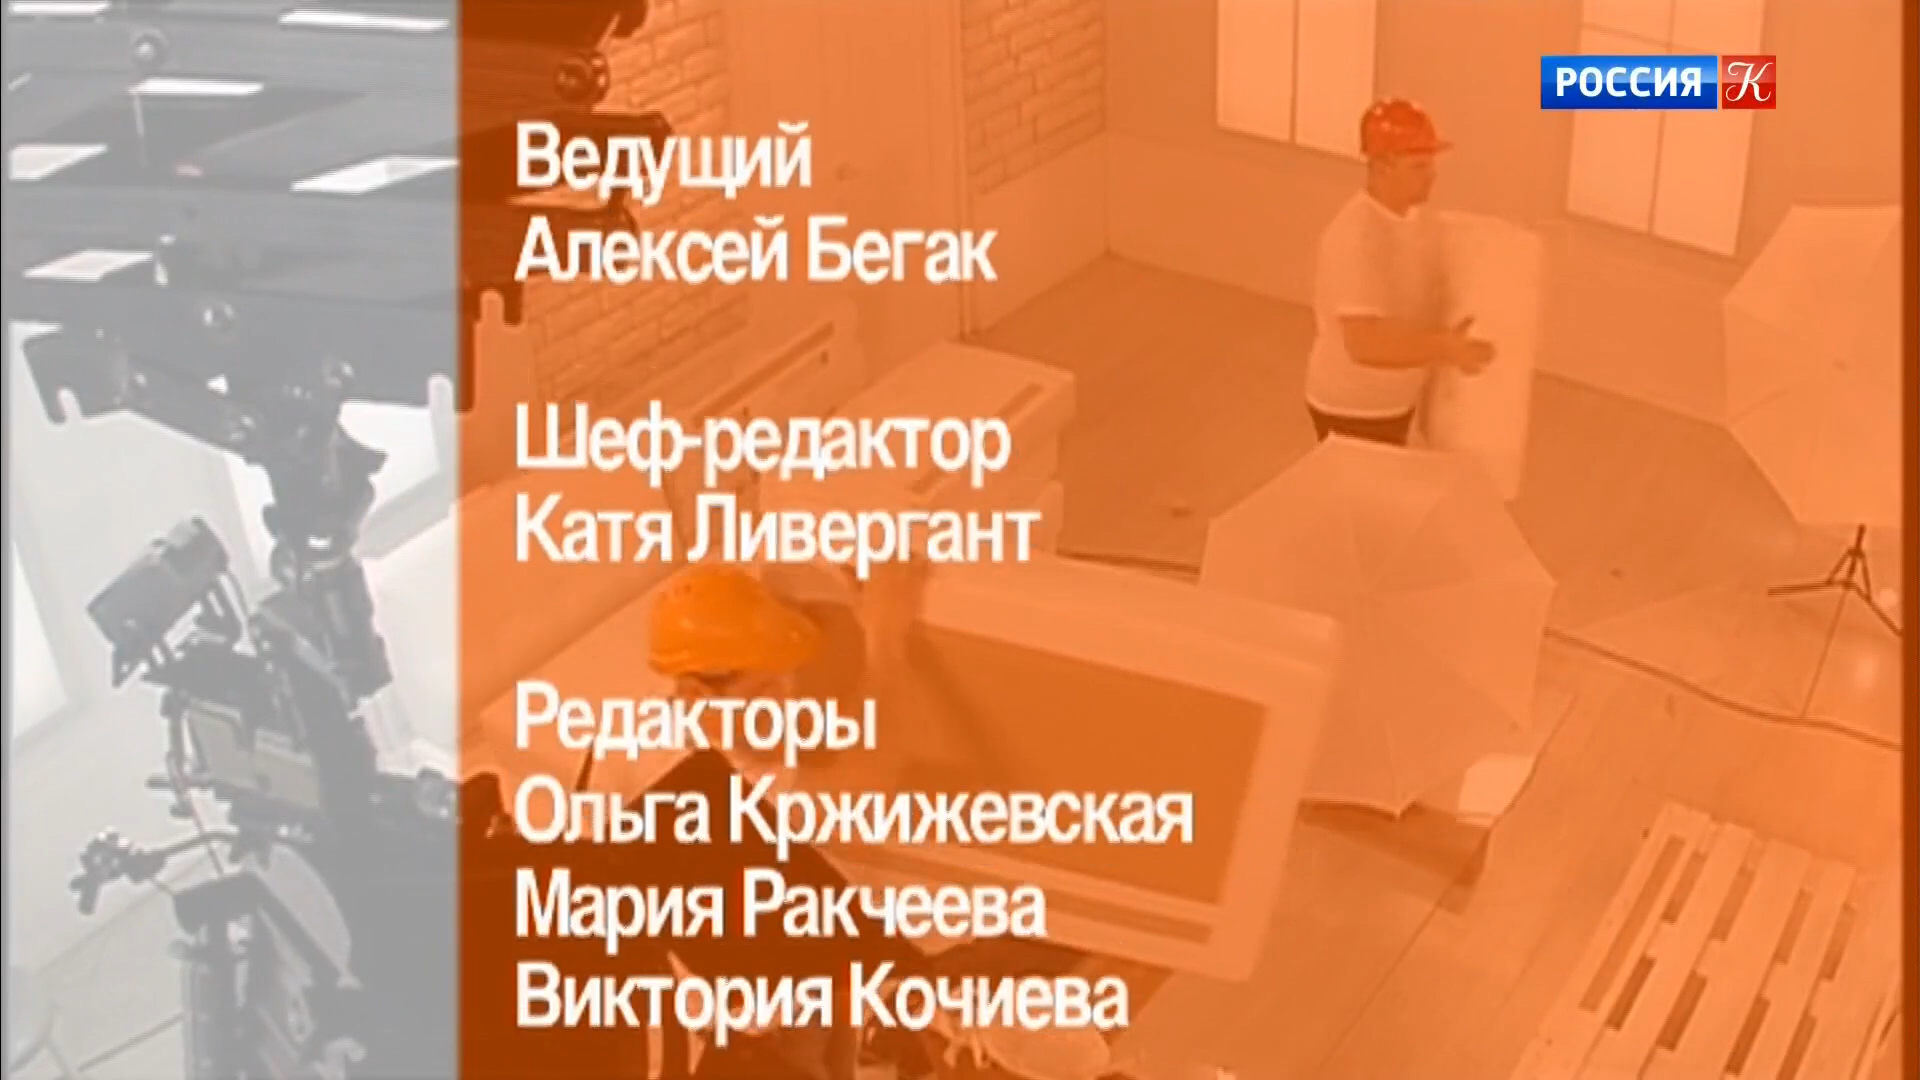 РОССИЯ К
Ведущий
Алексей Бегак
Шеф-редактор
Катя Ливергант
Редакторы
Ольга Кржижевская
Мария Ракчеева
Виктория Кочиева